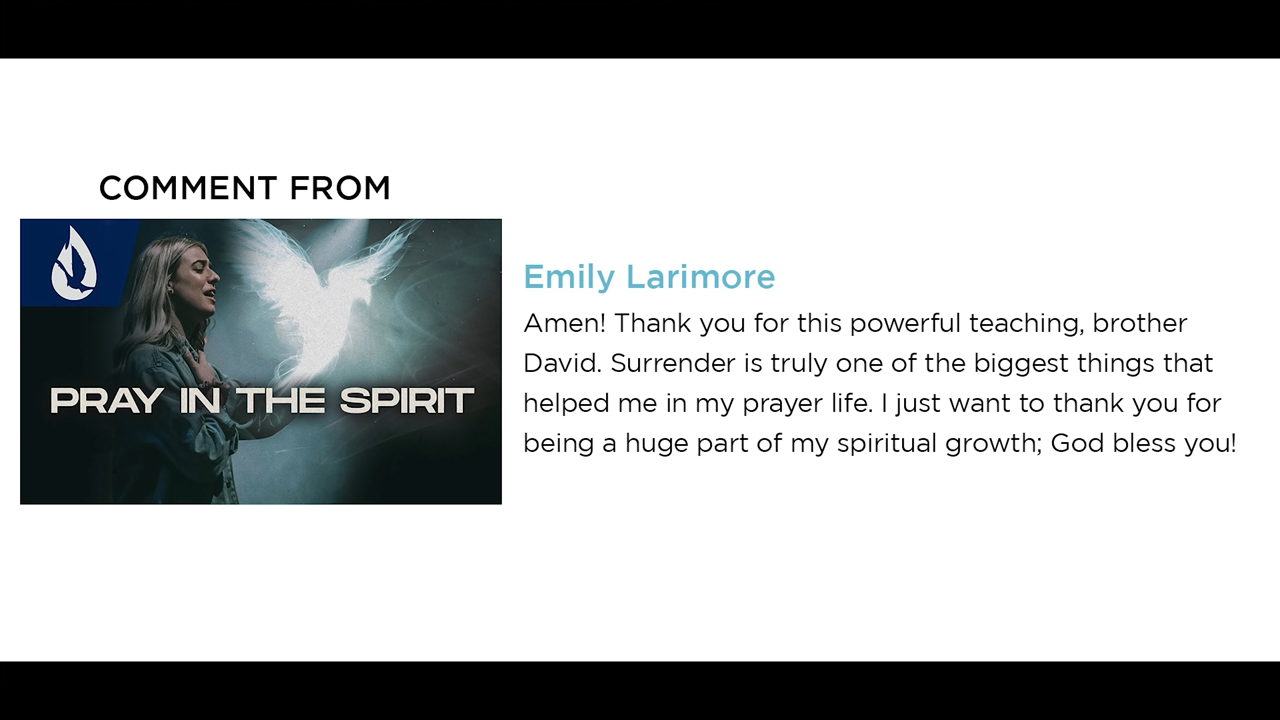 COMMENT FROM
PRAY IN THE SPIRIT
Emily Larimore
Amen! Thank you for this powerful teaching, brother
David. Surrender is truly one of the biggest things that
helped me in my prayer life. I just want to thank you for
being a huge part of my spiritual growth; God bless you!